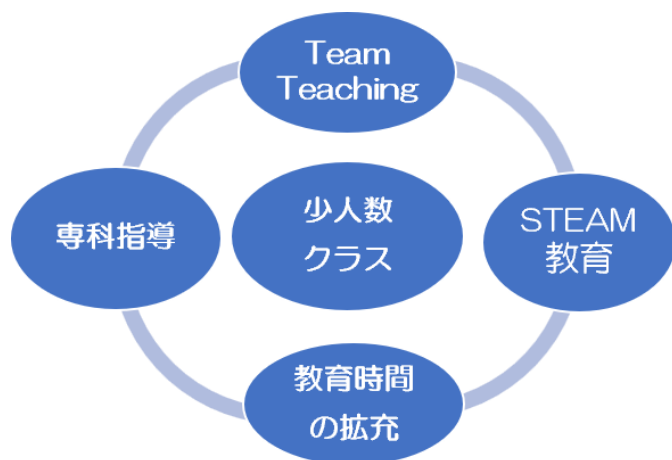 Team
Teaching
専科指導
少人数
クラス
STEAM
教育
教育時間
の拡充